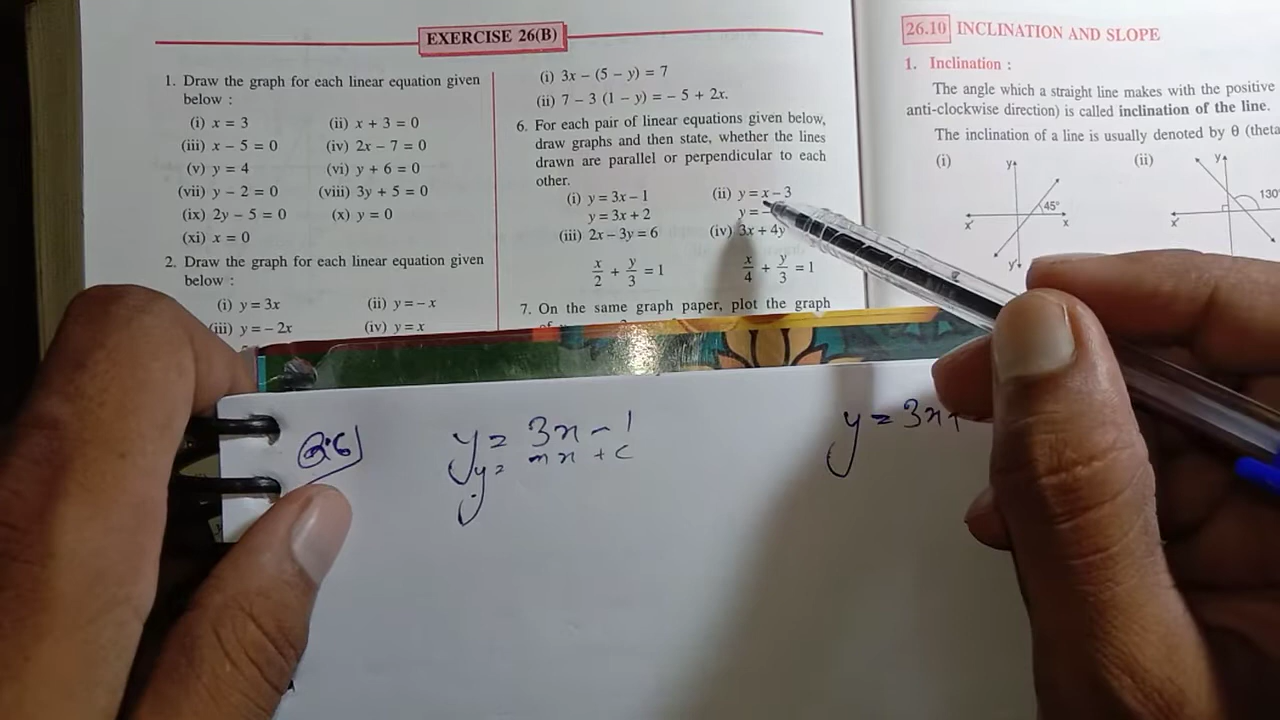 EXERCISE 26(B)
1. Draw the graph for each linear equation given
below :
(i) x = 3 (ii) x + 3 = 0
(iii) x – 5 = 0 (iv) 2x – 7 = 0
(v) y = 4 (vi) y + 6 = 0
(vii) y – 2 = 0 (viii) 3y + 5 = 0
(ix) 2y – 5 = 0 (x) y = 0
(xi) x = 0
2. Draw the graph for each linear equation given
below :
(i) y = 3x (ii) y = – x
(iii) y = – 2x (iv) y = x
(i) 3x – (5 – y) = 7
(ii) 7 – 3 (1 – y) = – 5 + 2x.
6. For each pair of linear equations given below,
draw graphs and then state, whether the lines
drawn are parallel or perpendicular to each
other.
(i) y = 3x – 1 (ii) y = x – 3
y = 3x + 2 y = –
(iii) 2x – 3y = 6 (iv) 3x + 4y
x/2 + y/3 = 1 x/4 + y/3 = 1
7. On the same graph paper, plot the graph
26.10 INCLINATION AND SLOPE
1. Inclination :
The angle which a straight line makes with the positive
anti-clockwise direction) is called inclination of the line.
The inclination of a line is usually denoted by θ (theta
(i) (ii)
y y
45° 130°
x' x x'
y'
Q.6) y = 3x – 1 y = 3x+
y = mx + c
y